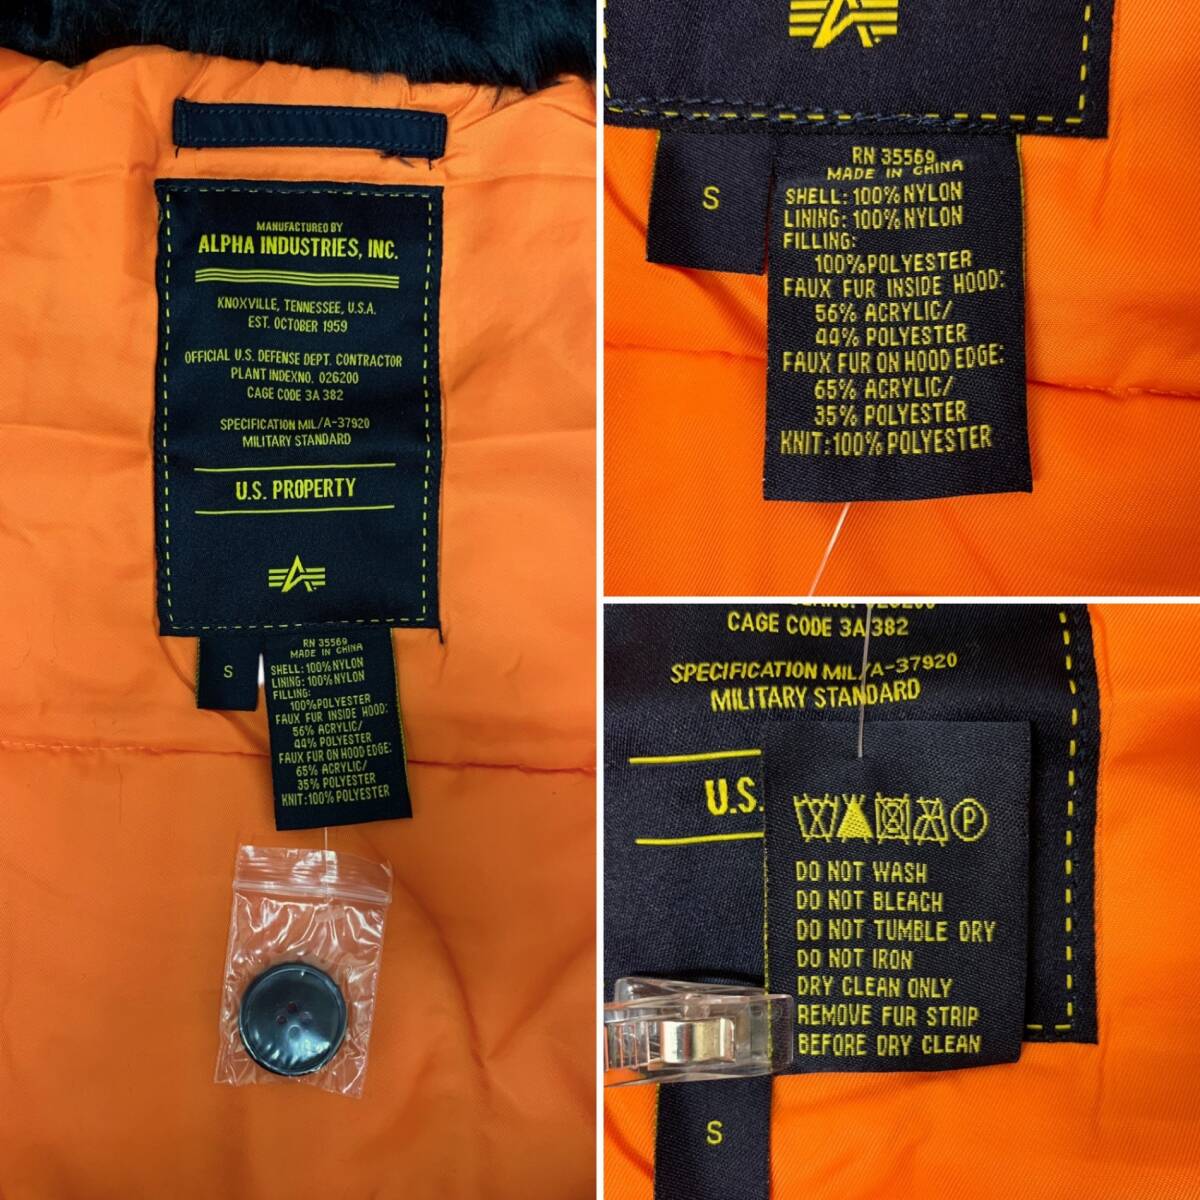 MANUFACTURED BY
ALPHA INDUSTRIES, INC.
KNOXVILLE, TENNESSEE, U.S.A.
EST. OCTOBER 1959
OFFICIAL U.S. DEFENSE DEPT. CONTRACTOR
PLANT INDEXNO. 026200
CAGE CODE 3A 382
SPECIFICATION MIL/A-37920
MILITARY STANDARD
U.S. PROPERTY
S
RN 35569
MADE IN CHINA
SHELL: 100%NYLON
LINING: 100%NYLON
FILLING:
100%POLYESTER
FAUX FUR INSIDE HOOD:
56% ACRYLIC/
44% POLYESTER
FAUX FUR ON HOOD EDGE:
65% ACRYLIC/
35% POLYESTER
KNIT:100% POLYESTER
S
RN 35569
MADE IN CHINA
SHELL: 100%NYLON
LINING: 100%NYLON
FILLING:
100%POLYESTER
FAUX FUR INSIDE HOOD:
56% ACRYLIC/
44% POLYESTER
FAUX FUR ON HOOD EDGE:
65% ACRYLIC/
35% POLYESTER
KNIT:100% POLYESTER
CAGE CODE 3A 382
SPECIFICATION MIL/A-37920
MILITARY STANDARD
U.S.
P
DO NOT WASH
DO NOT BLEACH
DO NOT TUMBLE DRY
DO NOT IRON
DRY CLEAN ONLY
REMOVE FUR STRIP
BEFORE DRY CLEAN
S